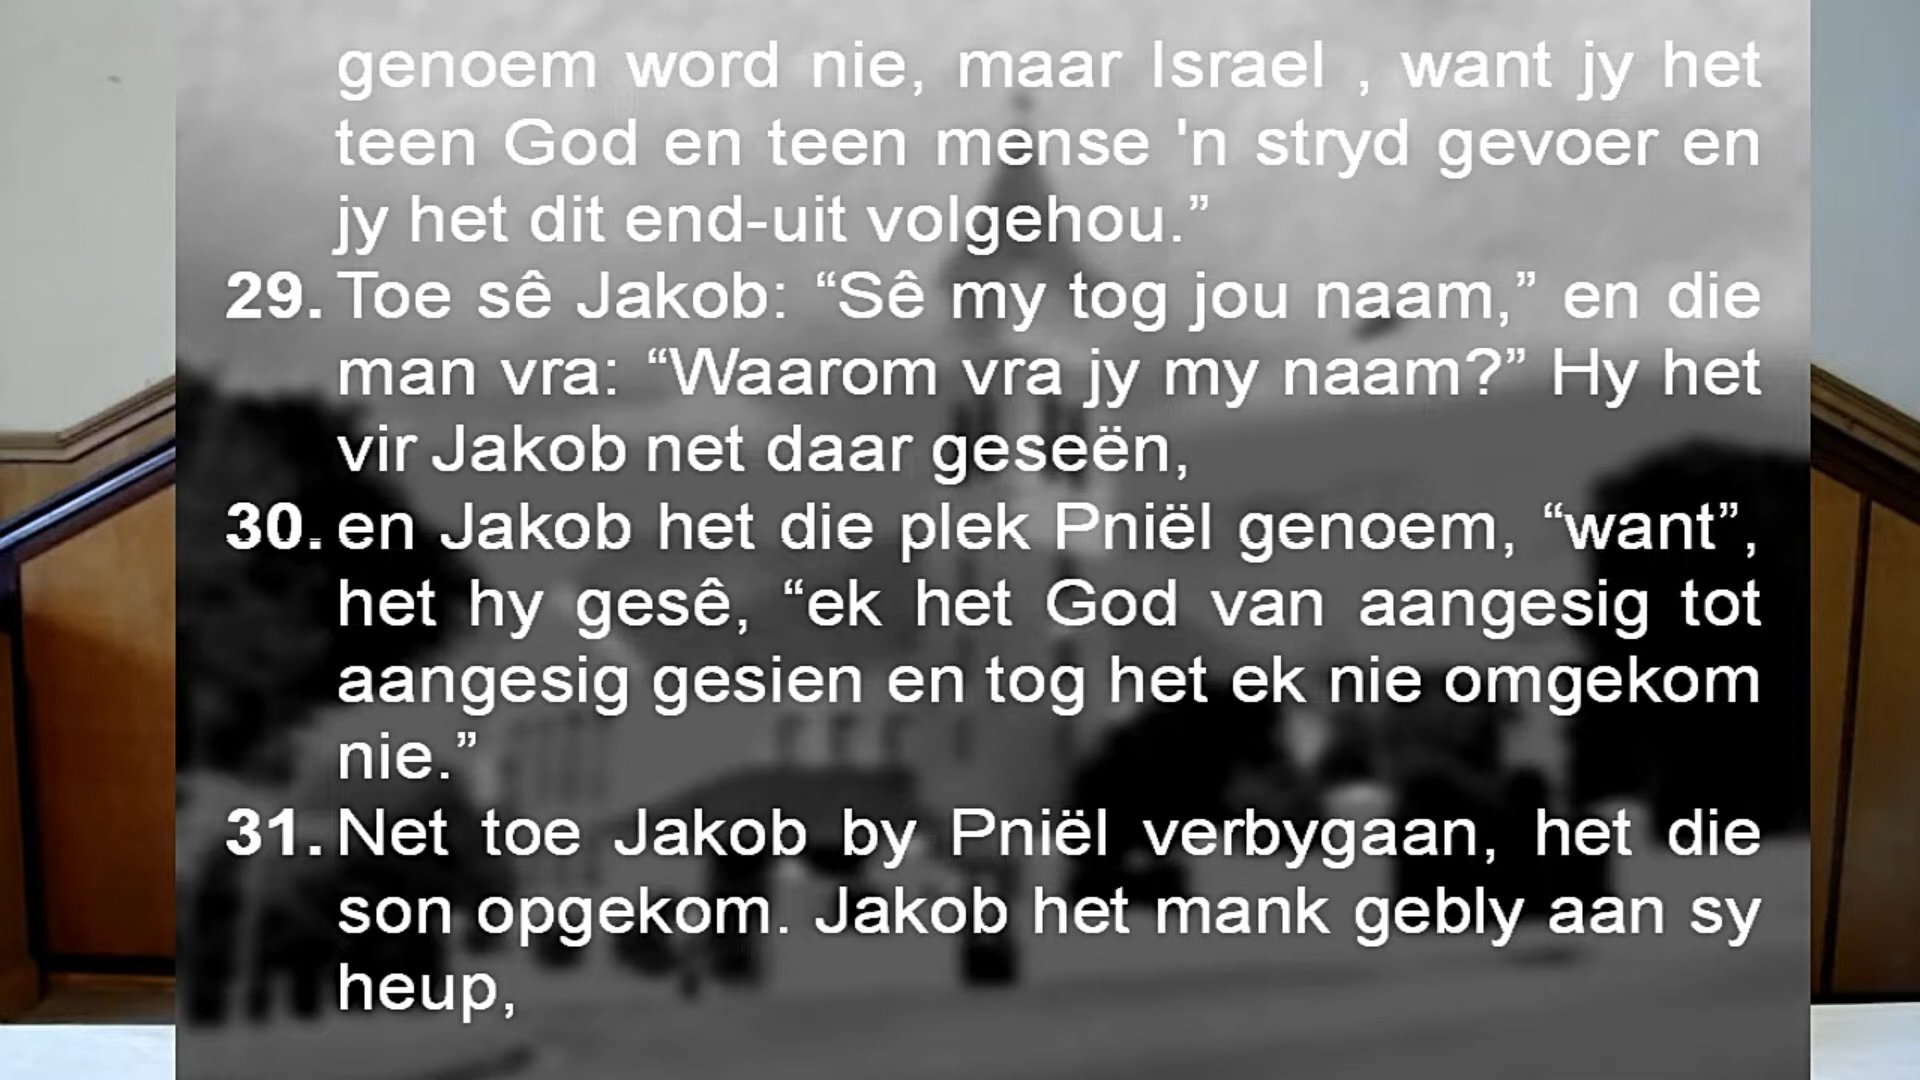 genoem word nie, maar Israel , want jy het
teen God en teen mense 'n stryd gevoer en
jy het dit end-uit volgehou.”
29. Toe sê Jakob: “Sê my tog jou naam,” en die
man vra: “Waarom vra jy my naam?” Hy het
vir Jakob net daar geseën,
30. en Jakob het die plek Pniël genoem, “want”,
het hy gesê, “ek het God van aangesig tot
aangesig gesien en tog het ek nie omgekom
nie.”
31. Net toe Jakob by Pniël verbygaan, het die
son opgekom. Jakob het mank gebly aan sy
heup,